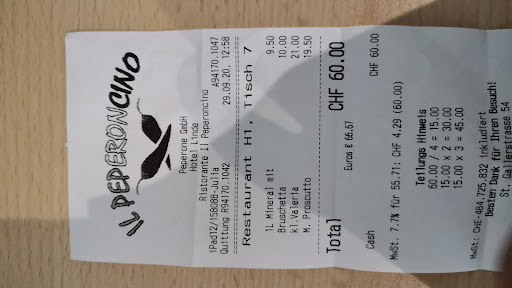 IL PEPERONCINO
Peperone GmbH
Hotel Linde
Ristorante Il Peperoncino
iPad12/15808B-Julia A94170.1047
Quittung A94170.1042 29.09.20, 12:58
Restaurant H1, Tisch 7
1L Mineral mit 9.50
Bruschetta 10.00
kl.Valeria 21.00
M. Proscutto 19.50
Total CHF 60.00
Euros € 66.67
Cash CHF 60.00
MwSt. 7.7% für 55.71: CHF 4.29 (60.00)
Teilungs Hinweis
60.00 / 4 = 15.00
15.00 x 2 = 30.00
15.00 x 3 = 45.00
MwSt: CHE-484.725.832 inkludiert
Besten Dank für Ihren Besuch!
St. Gallerstrasse 54